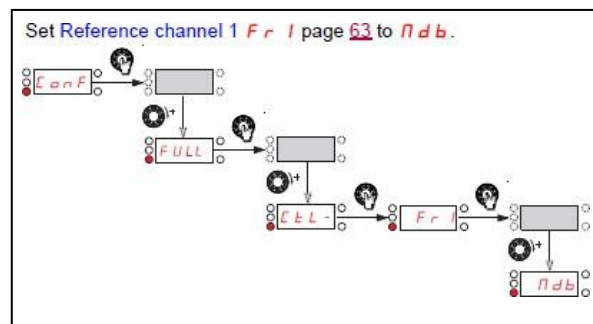 Set Reference channel 1 Fr1 page 63 to Mdb.
ConF
+
FULL
+
CtL-
Fr1
+
Mdb